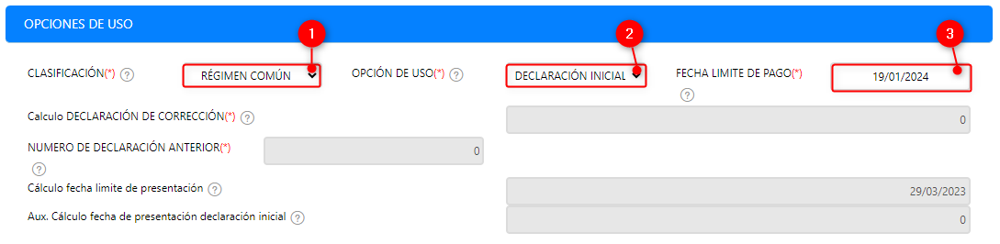 OPCIONES DE USO
1 2 3
CLASIFICACIÓN(*) ? RÉGIMEN COMÚN OPCIÓN DE USO(*) ? DECLARACIÓN INICIAL FECHA LIMITE DE PAGO(*) ? 19/01/2024
Calculo DECLARACIÓN DE CORRECCIÓN(*) ? 0
NUMERO DE DECLARACIÓN ANTERIOR(*) ? 0
Cálculo fecha limite de presentación ? 29/03/2023
Aux. Cálculo fecha de presentación declaración inicial ? 0